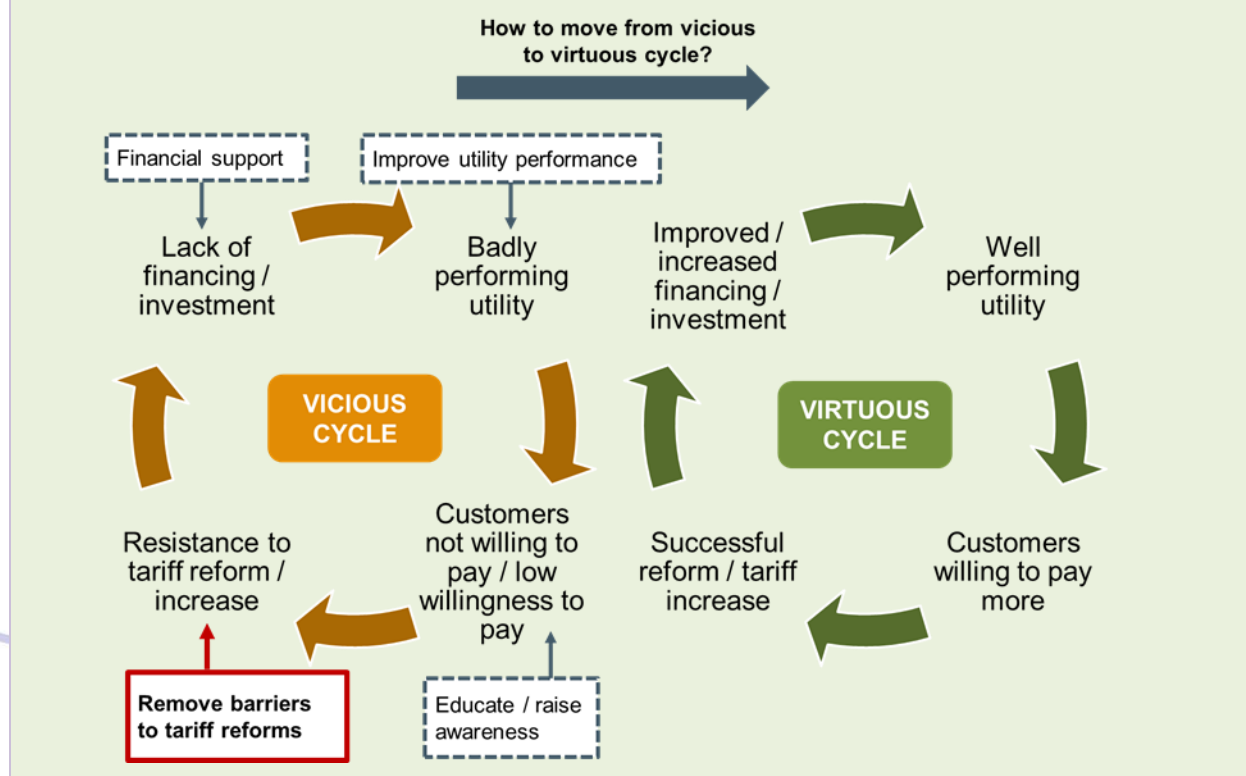 How to move from vicious
to virtuous cycle?
Financial support
Improve utility performance
Lack of
financing /
investment
Badly
performing
utility
Improved /
increased
financing /
investment
Well
performing
utility
VICIOUS
CYCLE
VIRTUOUS
CYCLE
Resistance to
tariff reform /
increase
Customers
not willing to
pay / low
willingness to
pay
Successful
reform / tariff
increase
Customers
willing to pay
more
Remove barriers
to tariff reforms
Educate / raise
awareness